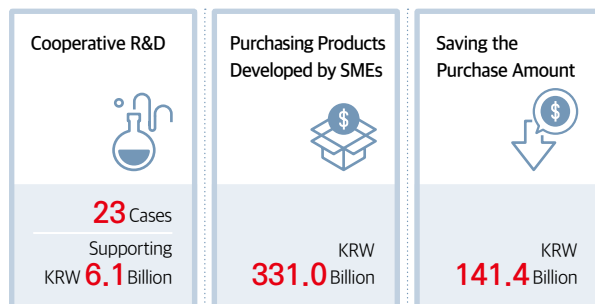 Cooperative R&D
23 Cases
Supporting
KRW 6.1 Billion
Purchasing Products
Developed by SMEs
$
KRW
331.0 Billion
Saving the
Purchase Amount
$
KRW
141.4 Billion